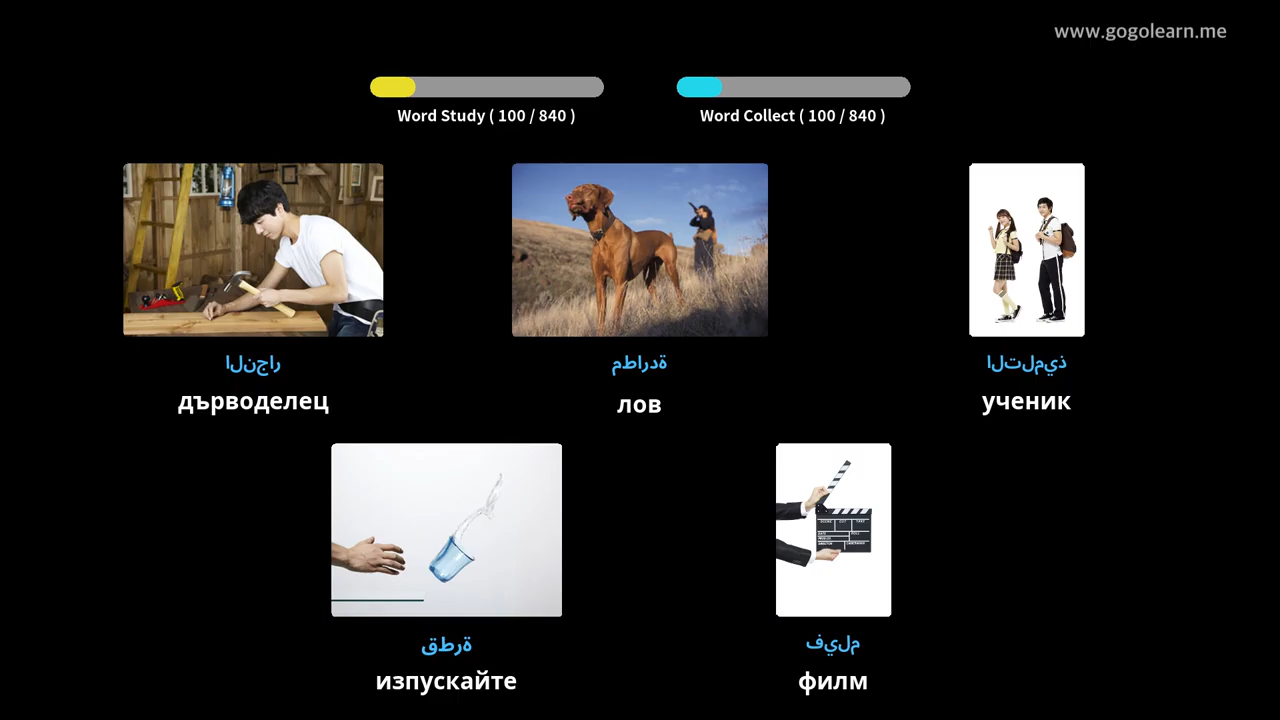 www.gogolearn.me
Word Study ( 100 / 840 )
Word Collect ( 100 / 840 )
النجار
дърводелец
مطاردة
лов
التلميذ
ученик
قطرة
изпускайте
فيلم
филм